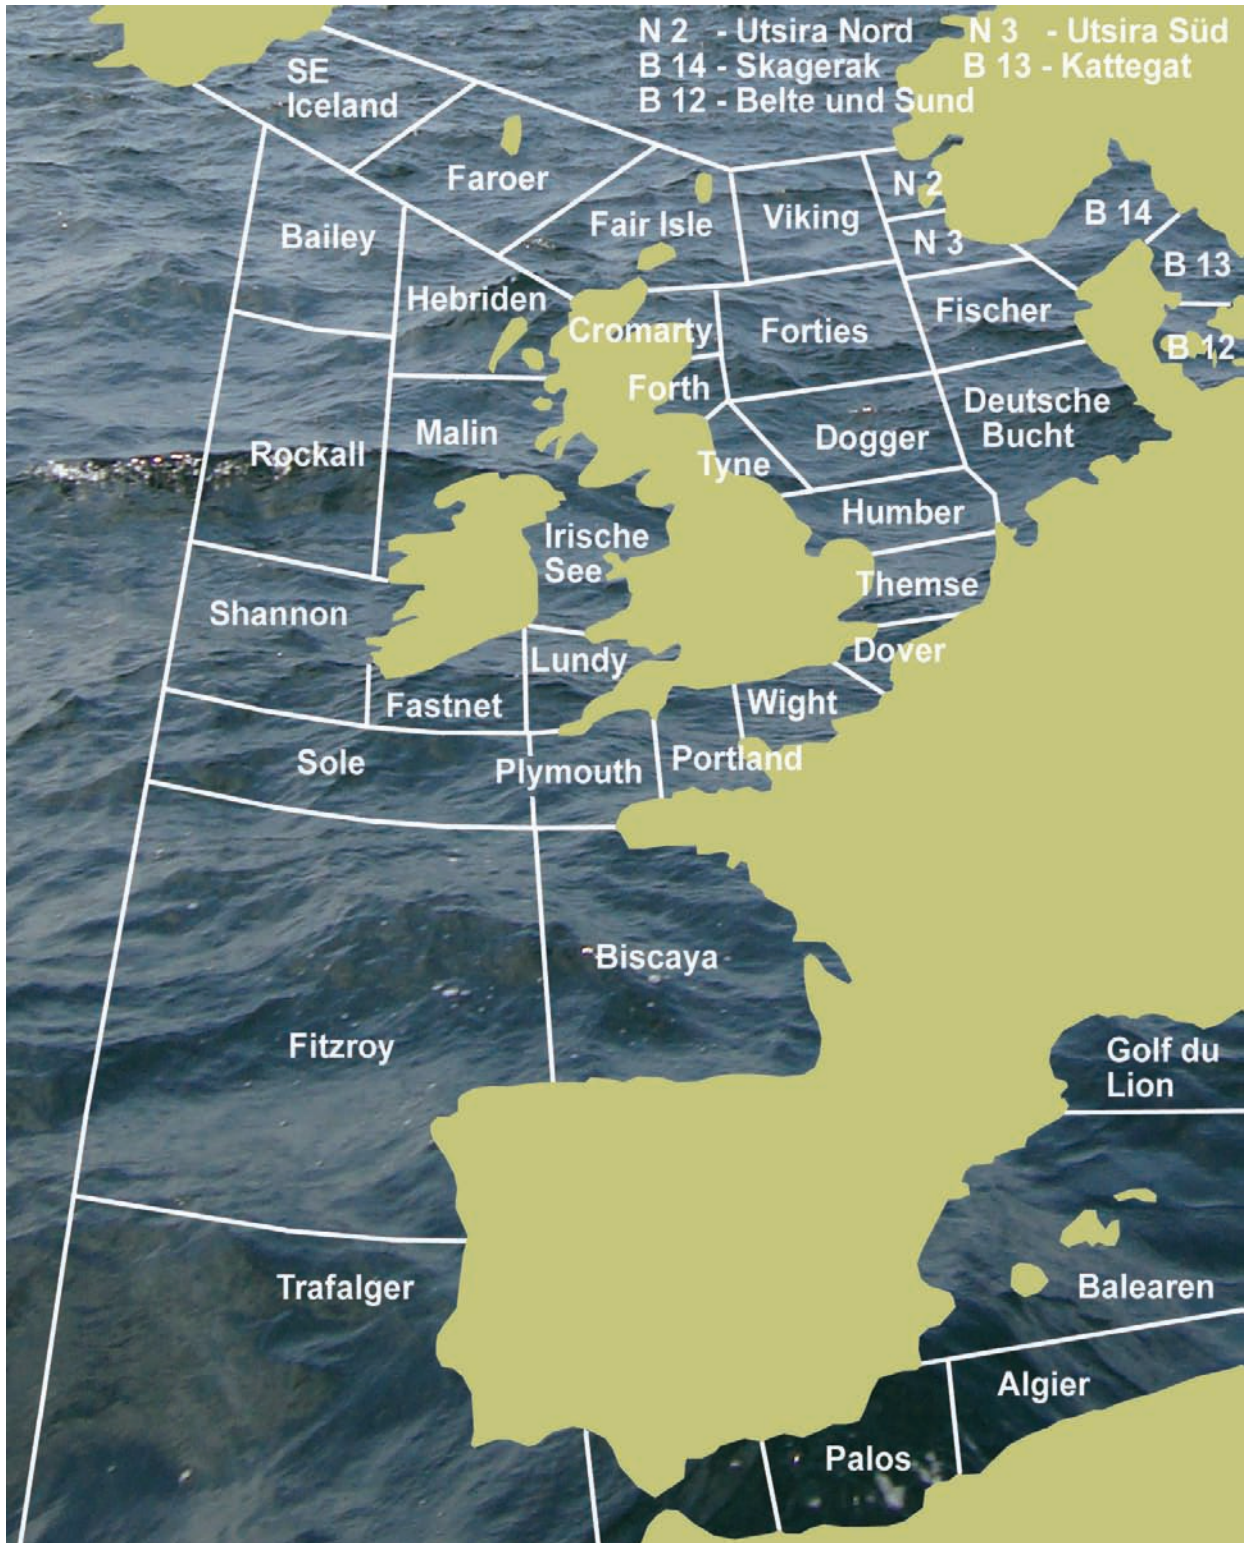 N 2 - Utsira Nord N 3 - Utsira Süd
B 14 - Skagerak B 13 - Kattegat
B 12 - Belte und Sund
SE
Iceland
Faroer
Fair Isle
Viking
N 2
N 3
B 14
B 13
B 12
Bailey
Hebriden
Cromarty
Forties
Fischer
Forth
Malin
Rockall
Tyne
Dogger
Deutsche
Bucht
Humber
Irische
See
Themse
Shannon
Lundy
Dover
Fastnet
Wight
Sole
Plymouth
Portland
Biscaya
Fitzroy
Golf du
Lion
Trafalger
Balearen
Algier
Palos